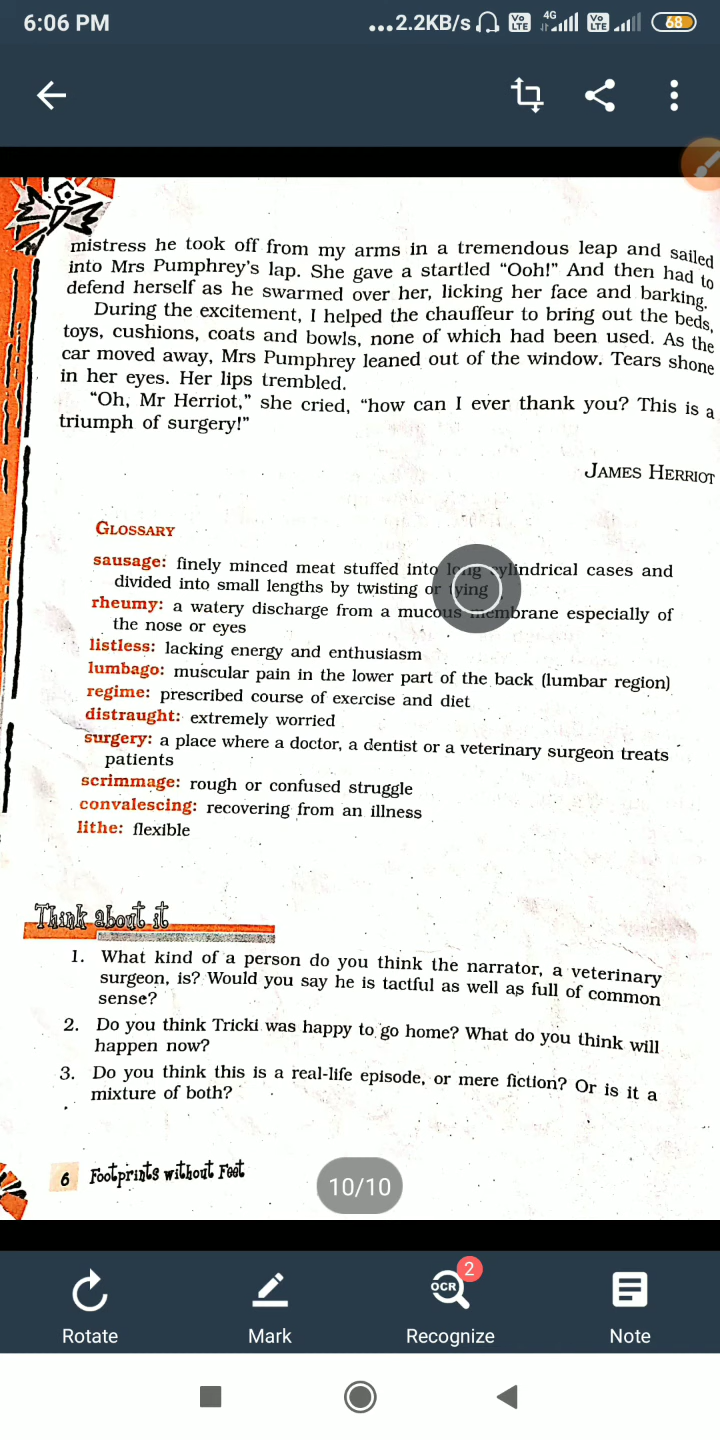 6:06 PM
...2.2KB/s
Vo LTE
4G
Vo LTE
68
mistress he took off from my arms in a tremendous leap and sailed
into Mrs Pumphrey's lap. She gave a startled “Ooh!” And then had to
defend herself as he swarmed over her, licking her face and barking.
During the excitement, I helped the chauffeur to bring out the beds,
toys, cushions, coats and bowls, none of which had been used. As the
car moved away, Mrs Pumphrey leaned out of the window. Tears shone
in her eyes. Her lips trembled.
“Oh, Mr Herriot,” she cried, “how can I ever thank you? This is a
triumph of surgery!”
JAMES HERRIOT
GLOSSARY
sausage: finely minced meat stuffed into long cylindrical cases and
divided into small lengths by twisting or tying
rheumy: a watery discharge from a mucous membrane especially of
the nose or eyes
listless: lacking energy and enthusiasm
lumbago: muscular pain in the lower part of the back (lumbar region)
regime: prescribed course of exercise and diet
distraught: extremely worried
surgery: a place where a doctor, a dentist or a veterinary surgeon treats
patients
scrimmage: rough or confused struggle
convalescing: recovering from an illness
lithe: flexible
Think about it
1. What kind of a person do you think the narrator, a veterinary
surgeon, is? Would you say he is tactful as well as full of common
sense?
2. Do you think Tricki was happy to go home? What do you think will
happen now?
3. Do you think this is a real-life episode, or mere fiction? Or is it a
mixture of both?
6 Footprints without Feet
10/10
OCR
2
Rotate
Mark
Recognize
Note